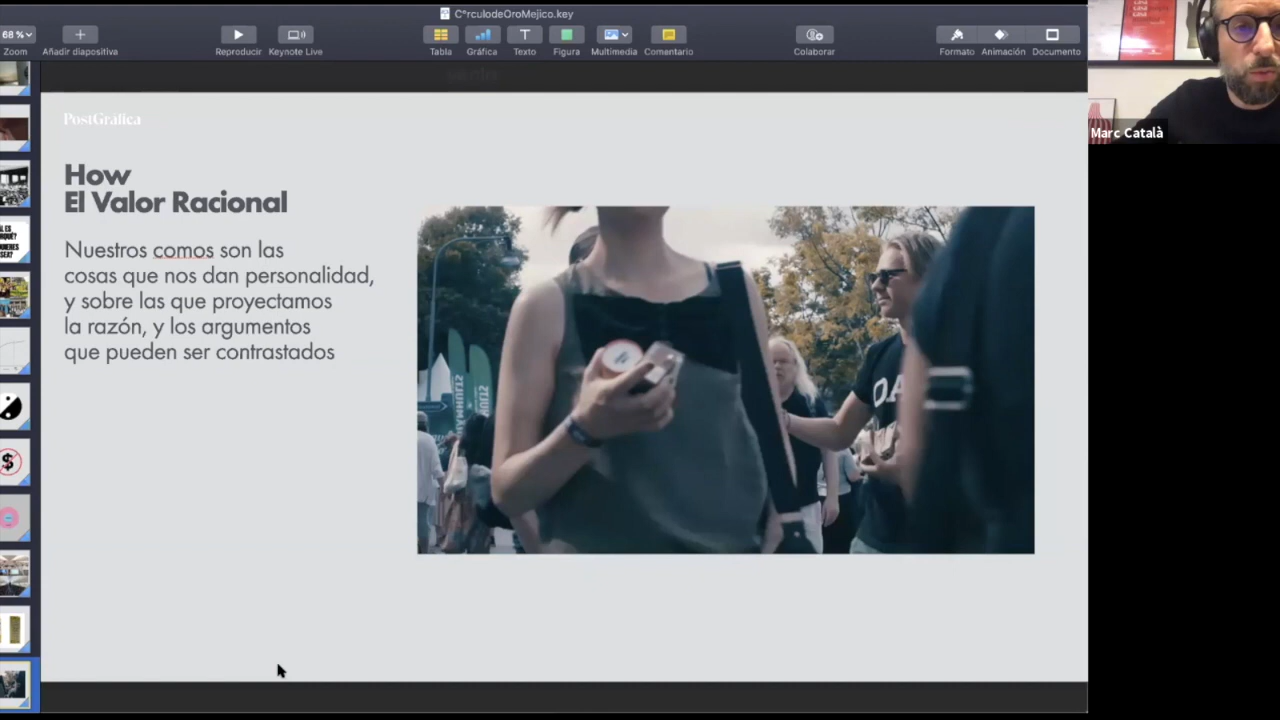 C°rculodeOroMejico.key
68 %
Zoom
Añadir diapositiva
Reproducir
Keynote Live
Tabla
Gráfica
Texto
Figura
Multimedia
Comentario
Colaborar
Formato
Animación
Documento
Marc Català
PostGráfica
How
El Valor Racional
Nuestros comos son las
cosas que nos dan personalidad,
y sobre las que proyectamos
la razón, y los argumentos
que pueden ser contrastados
OA